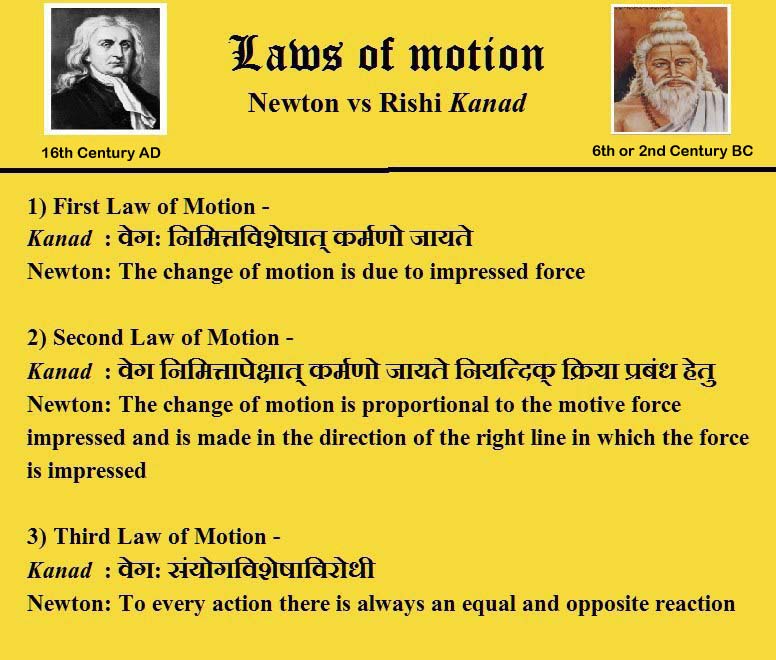 Laws of motion
Newton vs Rishi Kanad
16th Century AD
6th or 2nd Century BC
1) First Law of Motion -
Kanad : वेग: निमित्तविशेषात् कर्मणो जायते
Newton: The change of motion is due to impressed force
2) Second Law of Motion -
Kanad : वेग निमित्तापेक्षात् कर्मणो जायते नियत्दिक् क्रिया प्रबंध हेतु
Newton: The change of motion is proportional to the motive force
impressed and is made in the direction of the right line in which the force
is impressed
3) Third Law of Motion -
Kanad : वेग: संयोगविशेषाविरोधी
Newton: To every action there is always an equal and opposite reaction